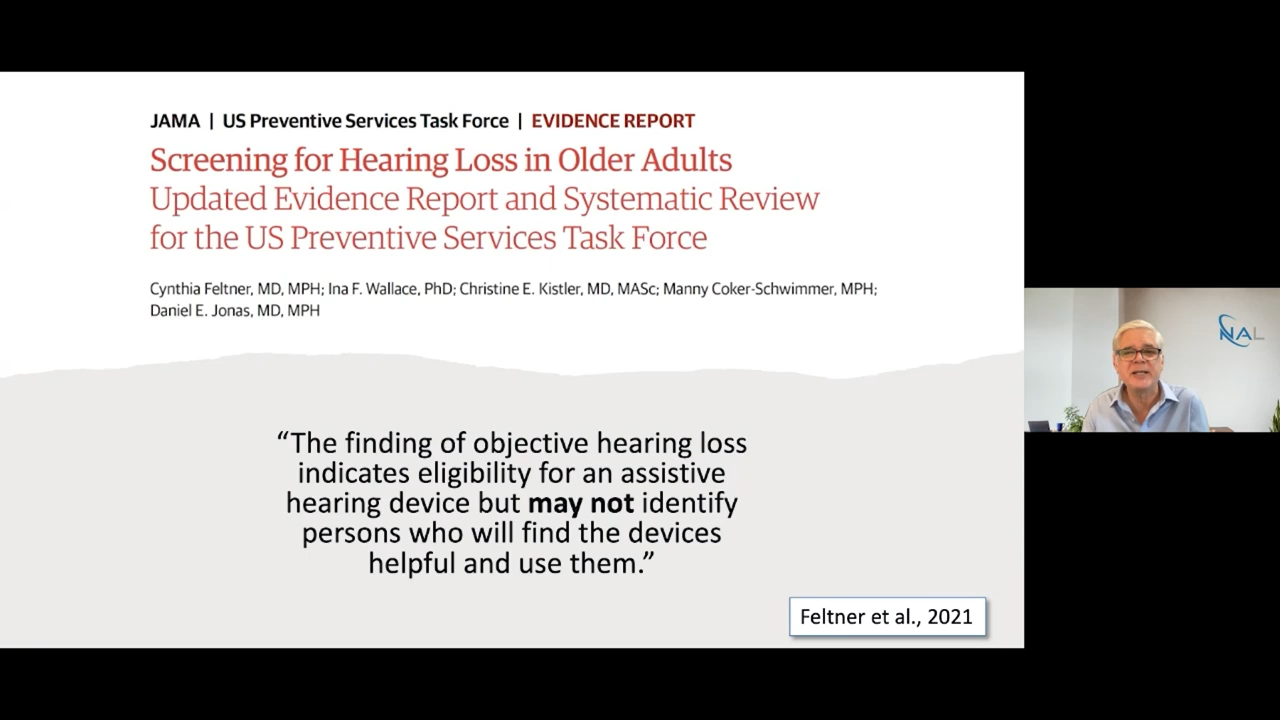 JAMA | US Preventive Services Task Force | EVIDENCE REPORT
Screening for Hearing Loss in Older Adults
Updated Evidence Report and Systematic Review
for the US Preventive Services Task Force
Cynthia Feltner, MD, MPH; Ina F. Wallace, PhD; Christine E. Kistler, MD, MASc; Manny Coker-Schwimmer, MPH;
Daniel E. Jonas, MD, MPH
“The finding of objective hearing loss
indicates eligibility for an assistive
hearing device but may not identify
persons who will find the devices
helpful and use them.”
Feltner et al., 2021
NAL